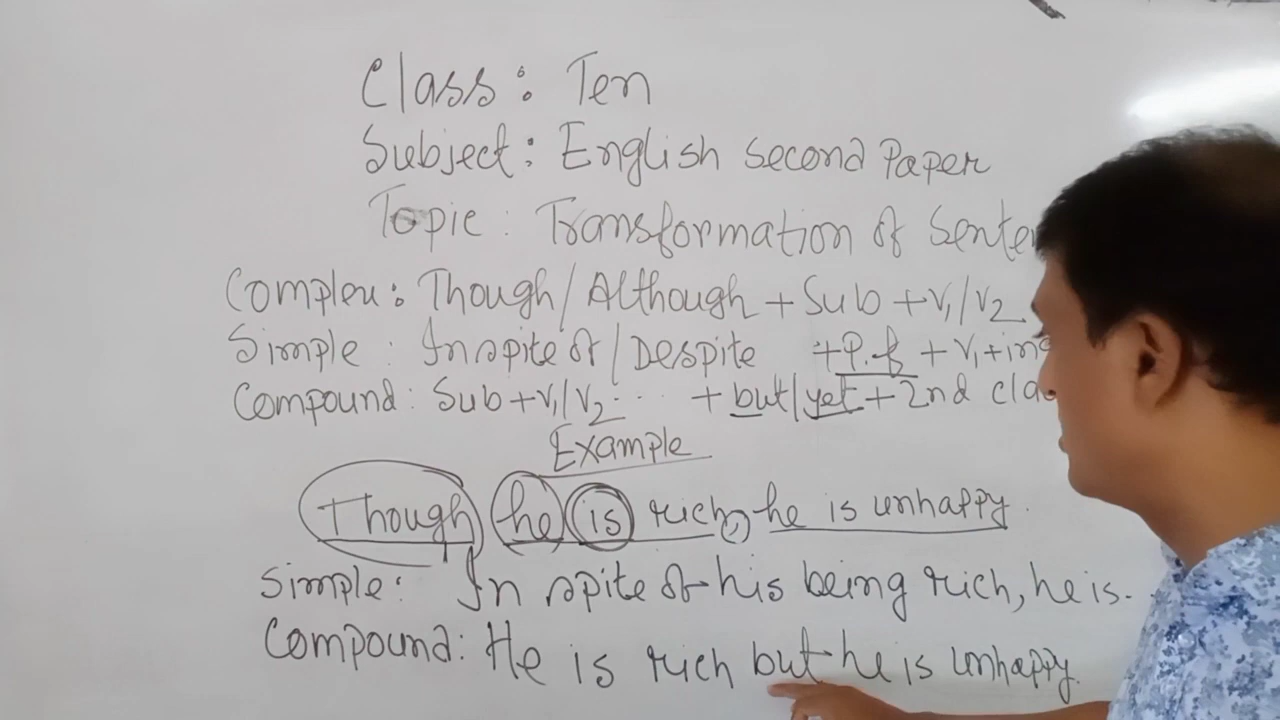 Class: Ten
Subject: English Second Paper
Topic: Transformation of Senten
Complex: Though/Although + Sub + V1/V2
Simple: Inspite of/Despite + P.f + V1+ing
Compound: Sub+V1/V2... + but/yet + 2nd cla
Example
Though he is rich, he is unhappy.
Simple: In spite of his being rich, he is..
Compound: He is rich but he is unhappy.